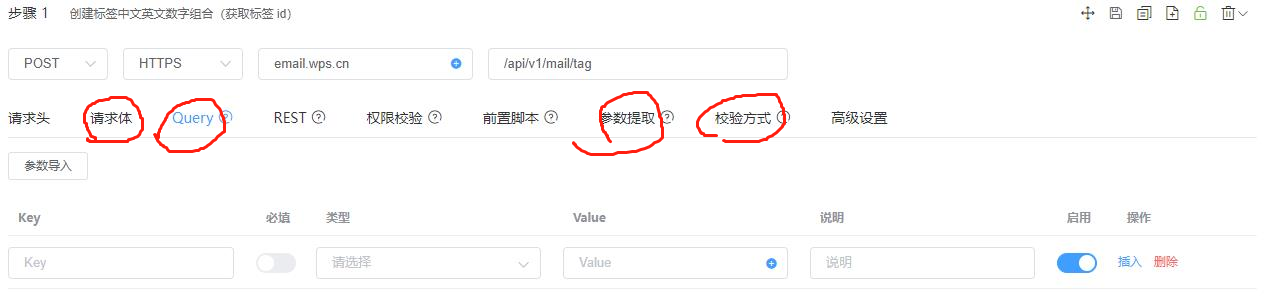 步骤 1 创建标签中文英文数字组合（获取标签 id）
POST HTTPS email.wps.cn /api/v1/mail/tag
请求头 请求体 Query REST 权限校验 前置脚本 参数提取 校验方式 高级设置
参数导入
Key 必填 类型 Value 说明 启用 操作
Key 请选择 Value 说明 插入 删除